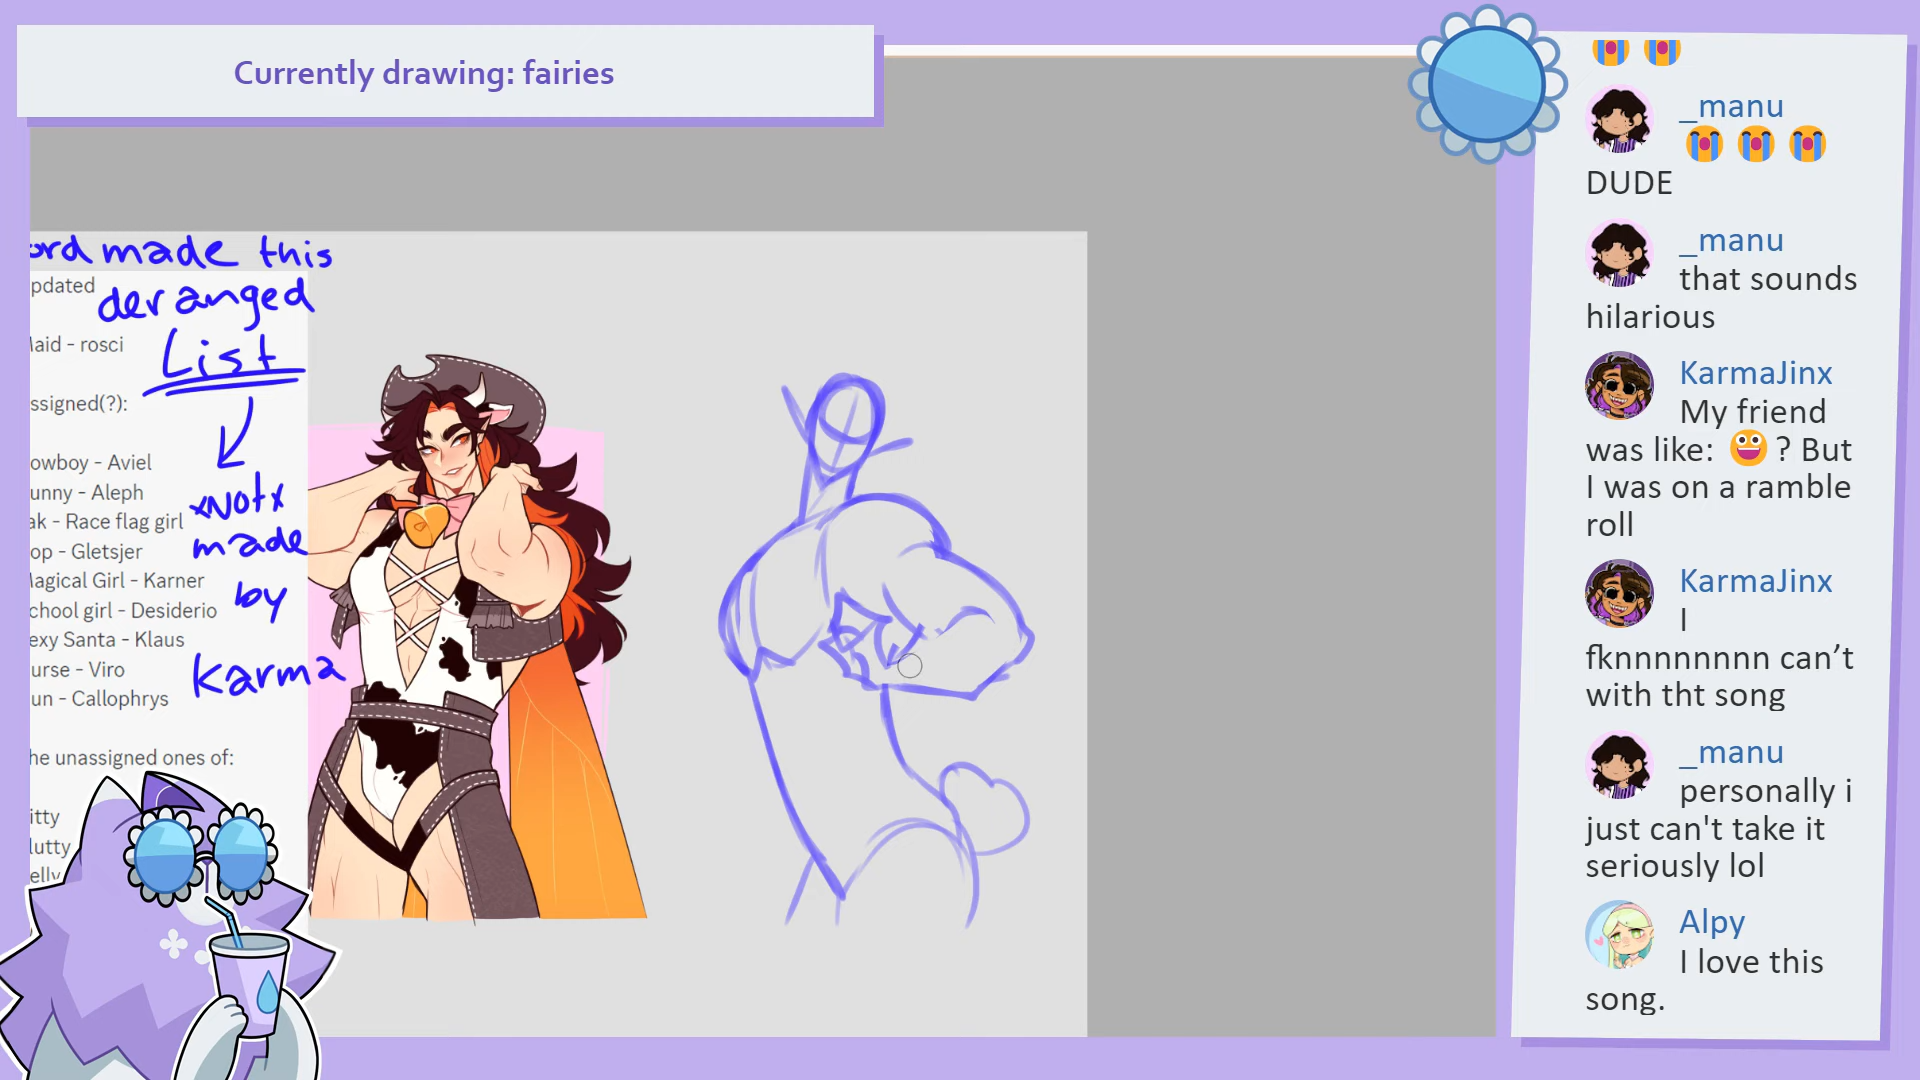 Currently drawing: fairies
ord made this
deranged
List
xNotx
made
by
karma
pdated
aid - rosci
ssigned(?):
owboy - Aviel
unny - Aleph
ak - Race flag girl
op - Gletsjer
agical Girl - Karner
chool girl - Desiderio
exy Santa - Klaus
urse - Viro
un - Callophrys
he unassigned ones of:
itty
lutty
elly
_manu
DUDE
_manu
that sounds
hilarious
KarmaJinx
My friend
was like: ? But
I was on a ramble
roll
KarmaJinx
I
fknnnnnnnn can’t
with tht song
_manu
personally i
just can't take it
seriously lol
Alpy
I love this
song.